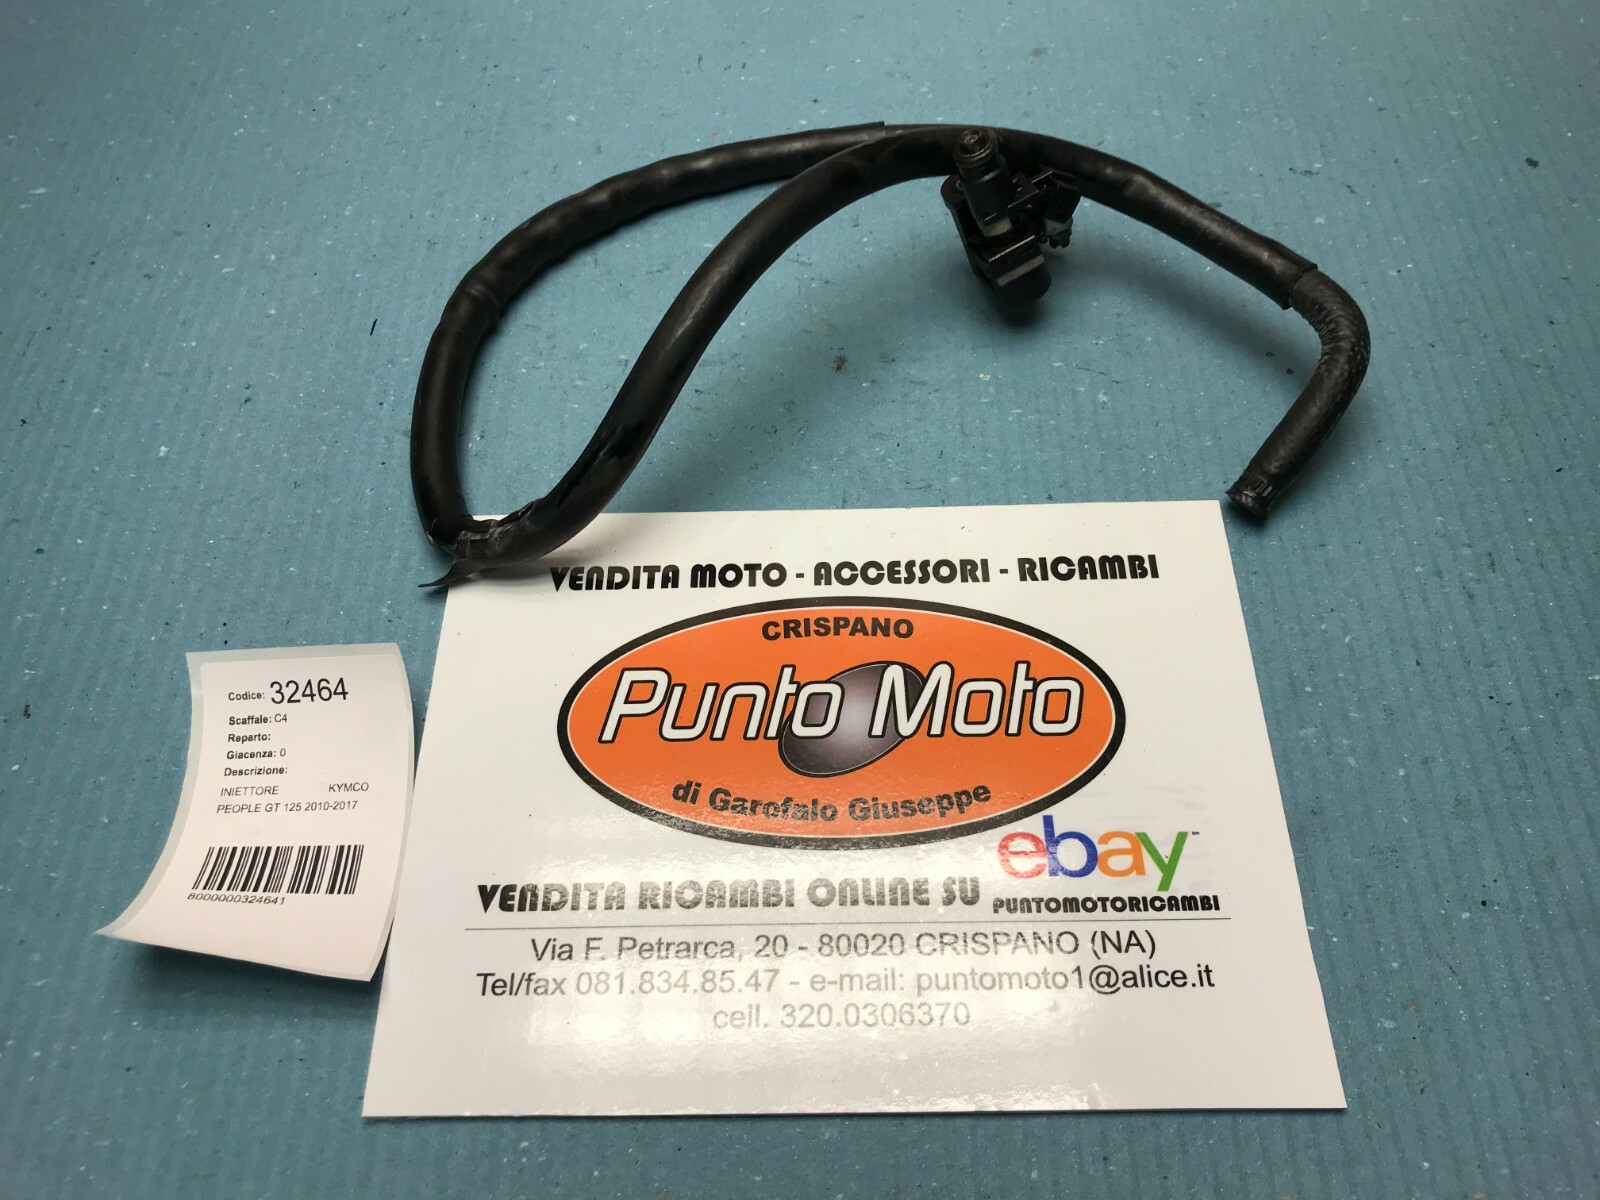 VENDITA MOTO - ACCESSORI - RICAMBI
CRISPANO
Punto Moto
di Garofalo Giuseppe
ebay
VENDITA RICAMBI ONLINE SU
PUNTOMOTORICAMBI
Via F. Petrarca, 20 - 80020 CRISPANO (NA)
Tel/fax 081.834.85.47 - e-mail: puntomoto1@alice.it
cell. 320.0306370
Codice: 32464
Scaffale: C4
Reparto:
Giacenza: 0
Descrizione:
INIETTORE KYMCO
PEOPLE GT 125 2010-2017
8000000324641